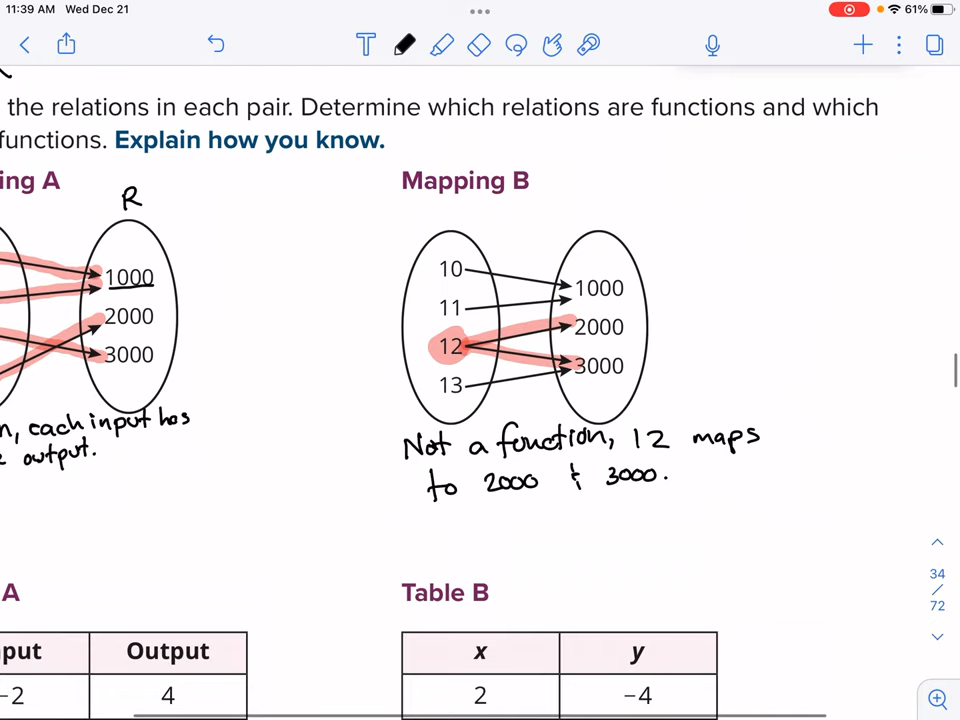 11:39 AM Wed Dec 21
61%
the relations in each pair. Determine which relations are functions and which
functions. Explain how you know.
ing A
Mapping B
R
1000
2000
3000
10
11
12
13
1000
2000
3000
n, each input has
output.
Not a function, 12 maps
to 2000 & 3000.
34
/
72
A
Table B
put Output
x y
-2 4
2 -4